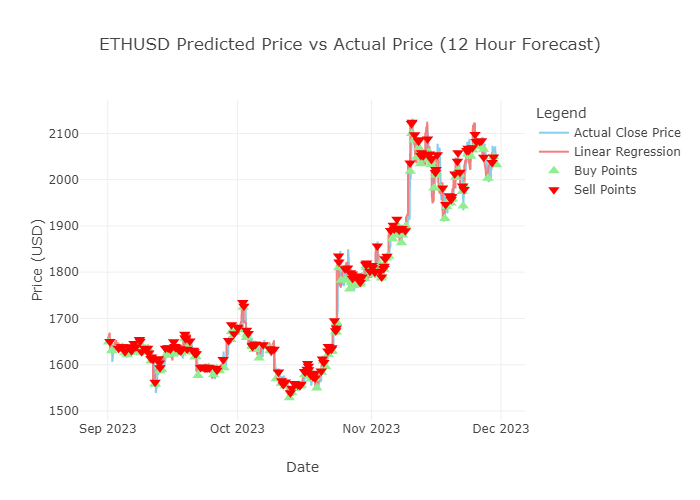 ETHUSD Predicted Price vs Actual Price (12 Hour Forecast)
Legend
Actual Close Price
Linear Regression
Buy Points
Sell Points
Price (USD)
2100
2000
1900
1800
1700
1600
1500
Sep 2023
Oct 2023
Nov 2023
Dec 2023
Date